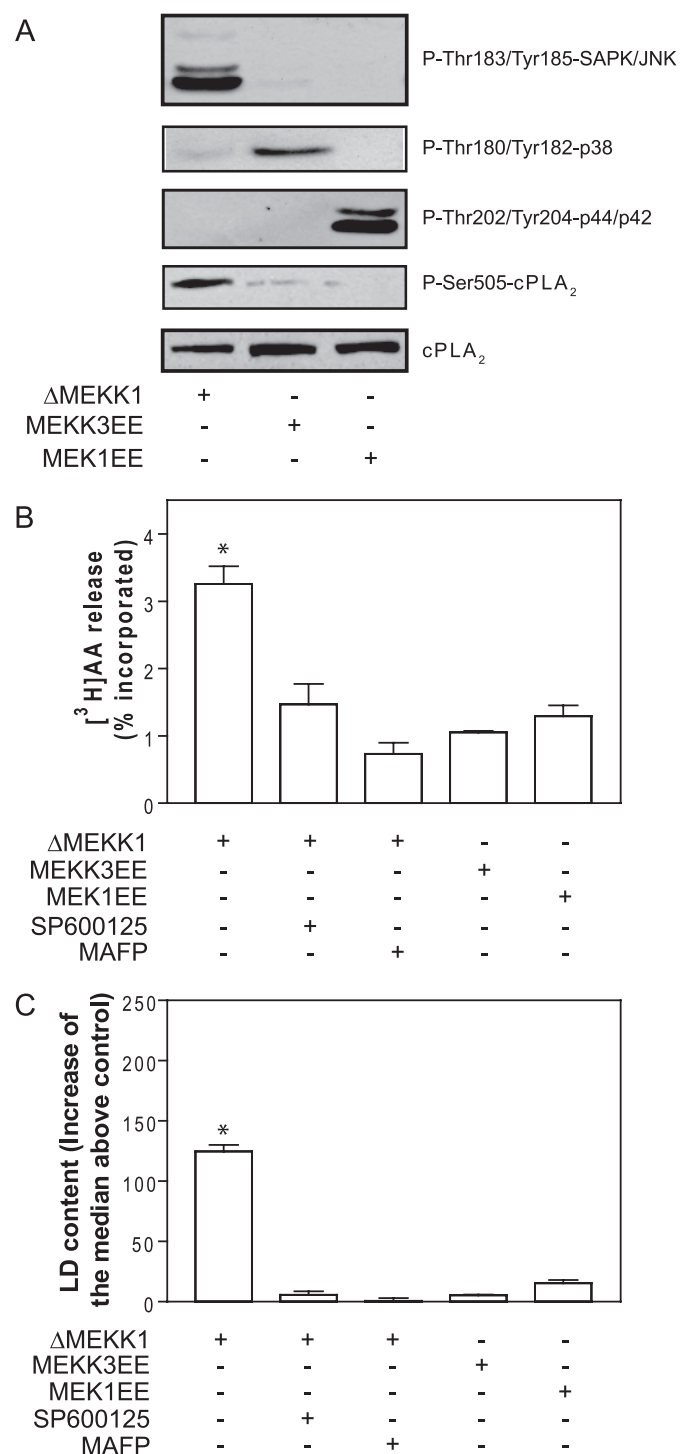 A
P-Thr183/Tyr185-SAPK/JNK
P-Thr180/Tyr182-p38
P-Thr202/Tyr204-p44/p42
P-Ser505-cPLA₂
cPLA₂
ΔMEKK1 + - -
MEKK3EE - + -
MEK1EE - - +
B
[³H]AA release
(% incorporated)
4
3
2
1
0
*
ΔMEKK1 + + + - -
MEKK3EE - - - + -
MEK1EE - - - - +
SP600125 - + - - -
MAFP - - + - -
C
LD content (Increase of
the median above control)
250
200
150
100
50
0
*
ΔMEKK1 + + + - -
MEKK3EE - - - + -
MEK1EE - - - - +
SP600125 - + - - -
MAFP - - + - -